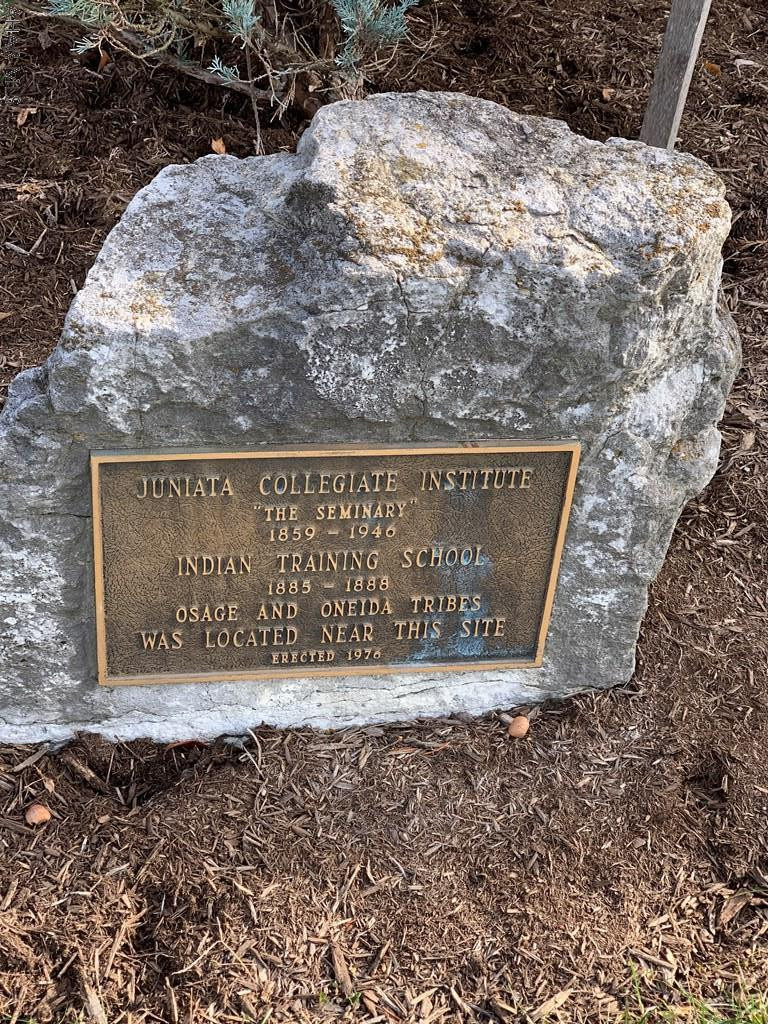 JUNIATA COLLEGIATE INSTITUTE
"THE SEMINARY"
1859 - 1946
INDIAN TRAINING SCHOOL
1885 - 1888
OSAGE AND ONEIDA TRIBES
WAS LOCATED NEAR THIS SITE
ERECTED 1976